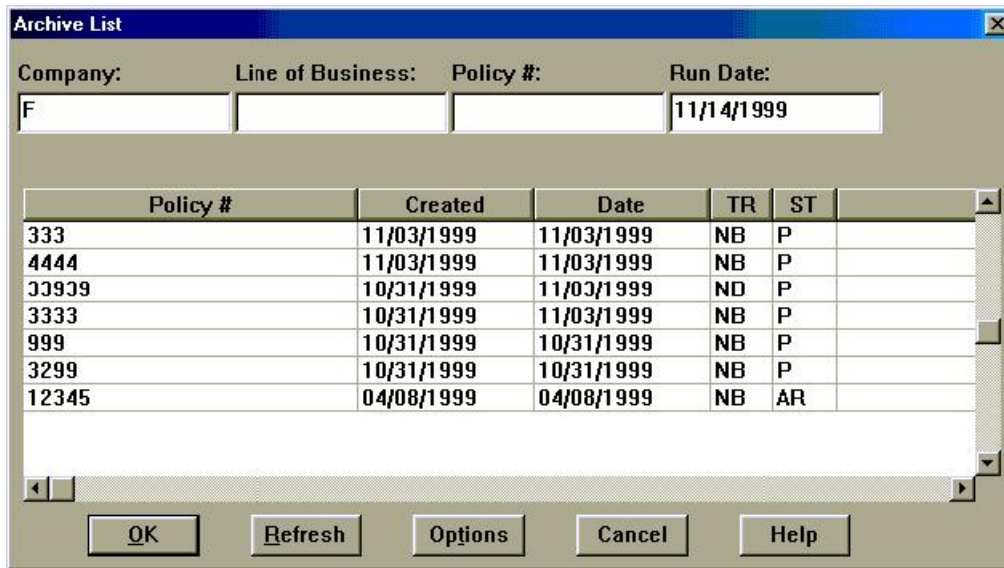 Archive List
Company: Line of Business: Policy #: Run Date:
F 11/14/1999
Policy # Created Date TR ST
333 11/03/1999 11/03/1999 NB P
4444 11/03/1999 11/03/1999 NB P
33939 10/31/1999 11/03/1999 NB P
3333 10/31/1999 11/03/1999 NB P
999 10/31/1999 10/31/1999 NB P
3299 10/31/1999 10/31/1999 NB P
12345 04/08/1999 04/08/1999 NB AR
OK Refresh Options Cancel Help